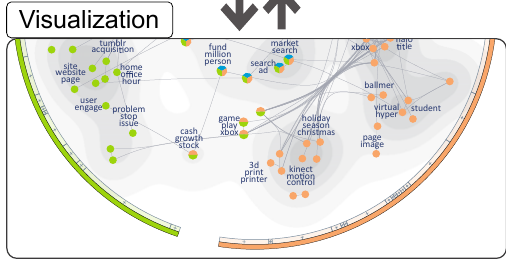 Visualization
tumblr
acquisition
site
website
page
home
office
hour
user
engage
problem
stop
issue
fund
million
person
market
search
search
ad
xbox
halo
title
ballmer
virtual
hyper
student
page
image
game
play
xbox
cash
growth
stock
holiday
season
christmas
3d
print
printer
kinect
motion
control